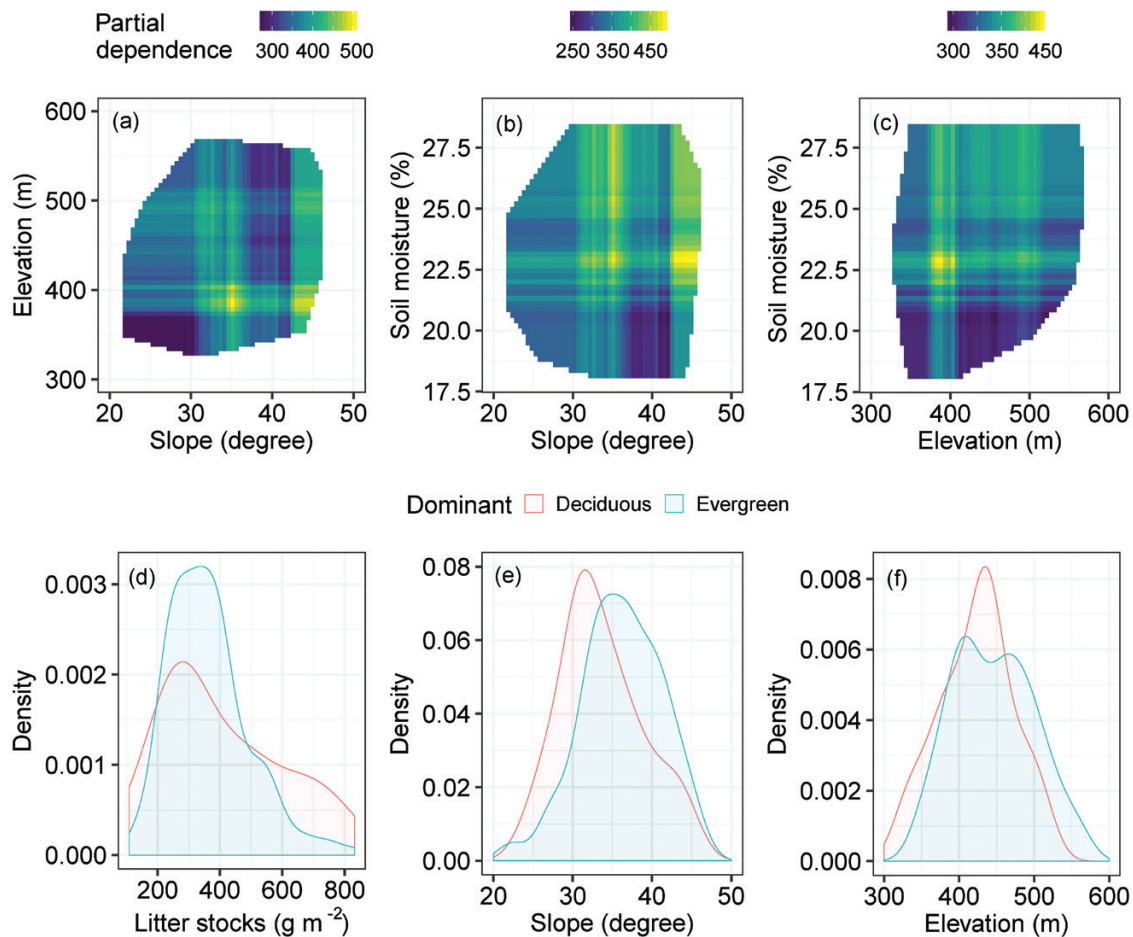 Partial
dependence
300 400 500
250 350 450
300 350 450
(a)
600
500
400
300
Elevation (m)
20 30 40 50
Slope (degree)
(b)
27.5
25.0
22.5
20.0
17.5
Soil moisture (%)
20 30 40 50
Slope (degree)
(c)
27.5
25.0
22.5
20.0
17.5
Soil moisture (%)
300 400 500 600
Elevation (m)
Dominant Deciduous Evergreen
(d)
0.003
0.002
0.001
0.000
Density
200 400 600 800
Litter stocks (g m⁻²)
(e)
0.08
0.06
0.04
0.02
0.00
Density
20 30 40 50
Slope (degree)
(f)
0.008
0.006
0.004
0.002
0.000
Density
300 400 500 600
Elevation (m)